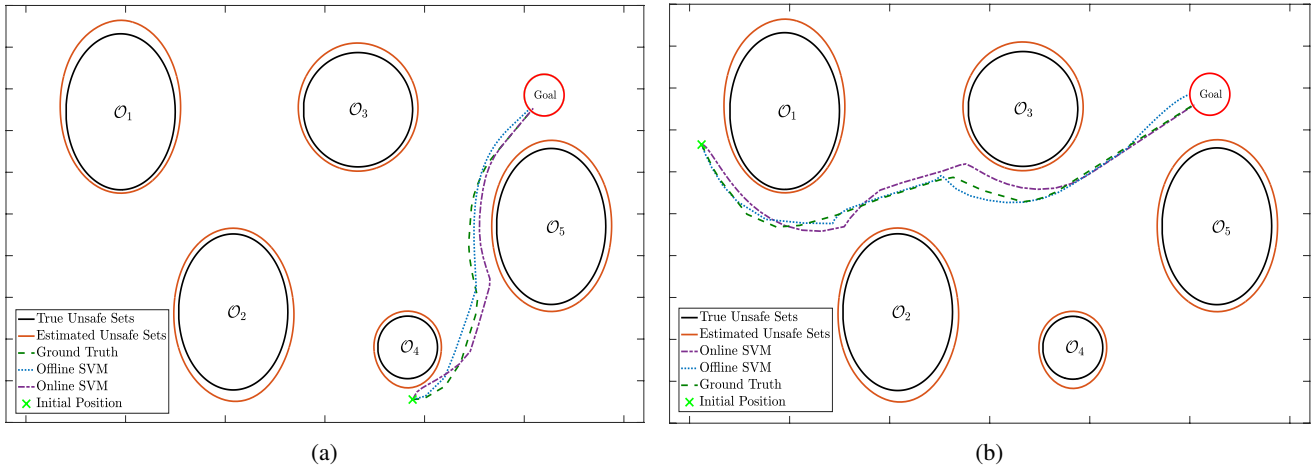 Goal
𝒪₁
𝒪₃
𝒪₅
𝒪₂
𝒪₄
True Unsafe Sets
Estimated Unsafe Sets
Ground Truth
Offline SVM
Online SVM
Initial Position
(a)
Goal
𝒪₁
𝒪₃
𝒪₅
𝒪₂
𝒪₄
True Unsafe Sets
Estimated Unsafe Sets
Online SVM
Offline SVM
Ground Truth
Initial Position
(b)